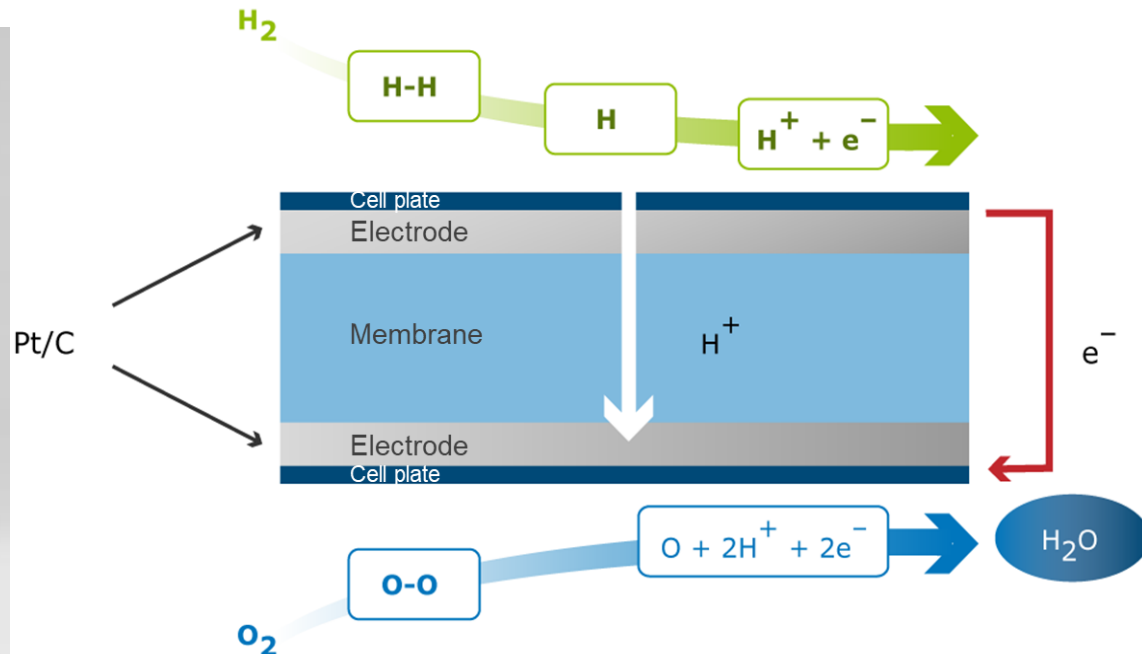 H₂
H-H
H
H⁺ + e⁻
Cell plate
Electrode
Pt/C
Membrane
H⁺
e⁻
Electrode
Cell plate
O + 2H⁺ + 2e⁻
H₂O
O-O
O₂